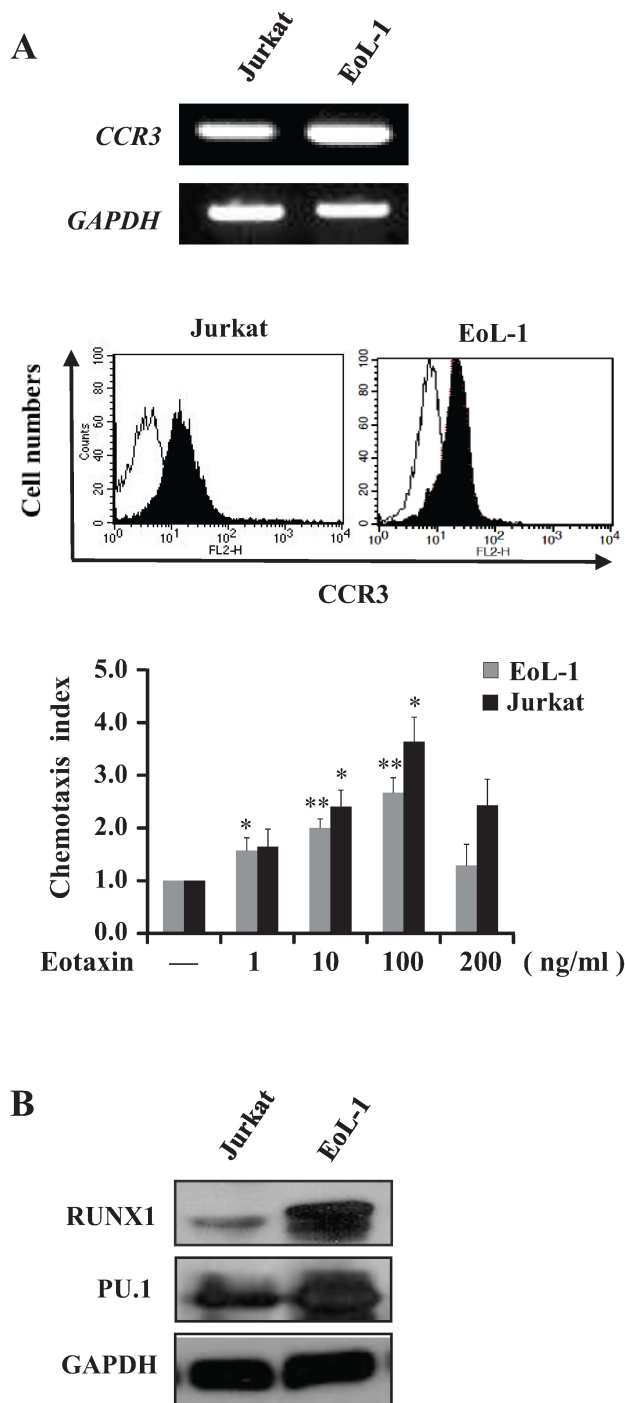 A
Jurkat EoL-1
CCR3
GAPDH
Jurkat EoL-1
Cell numbers
Counts
100
80
60
40
20
0
10^0 10^1 10^2 10^3 10^4
FL2-H
100
80
60
40
20
0
10^0 10^1 10^2 10^3 10^4
FL2-H
CCR3
Chemotaxis index
5.0
4.0
3.0
2.0
1.0
0.0
EoL-1
Jurkat
* ** * ** *
Eotaxin — 1 10 100 200 ( ng/ml )
B
Jurkat EoL-1
RUNX1
PU.1
GAPDH